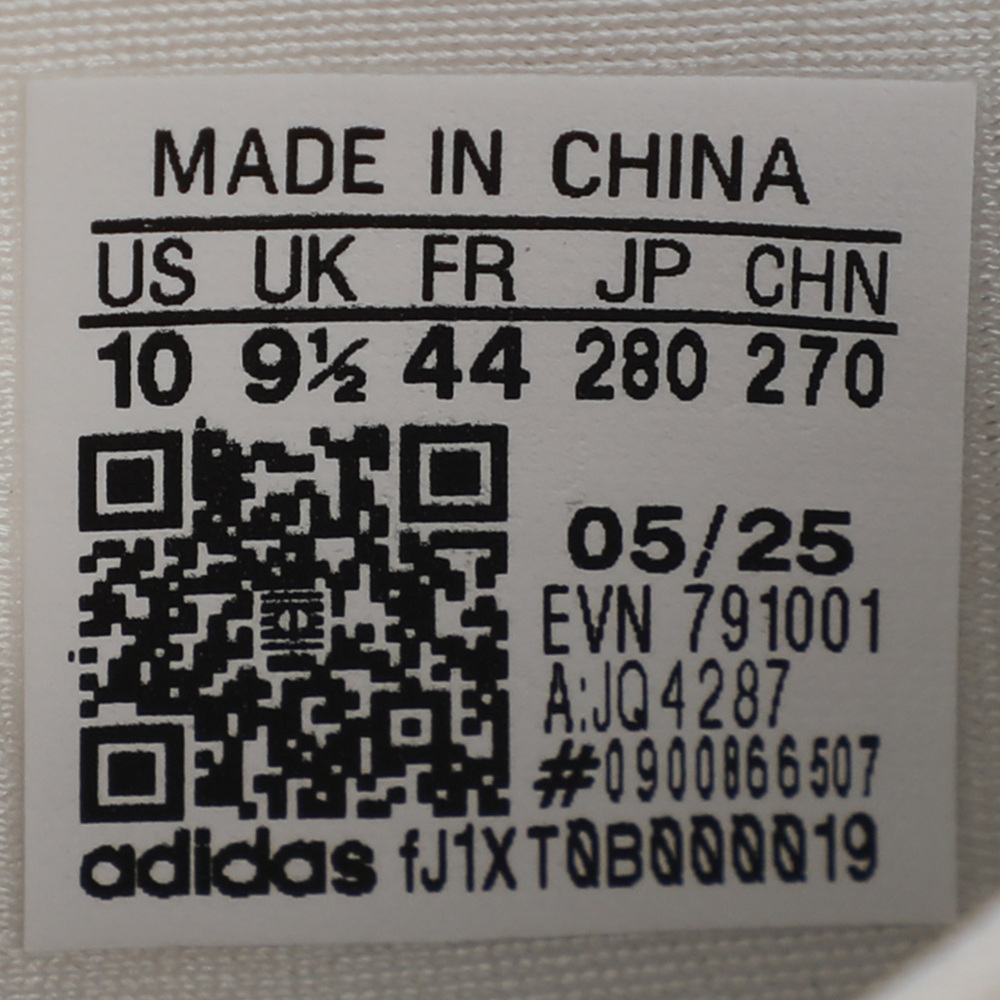 MADE IN CHINA
US UK FR JP CHN
10 9½ 44 280 270
05/25
EVN 791001
A:JQ4287
#0900866507
adidas fJ1XT0B0000019